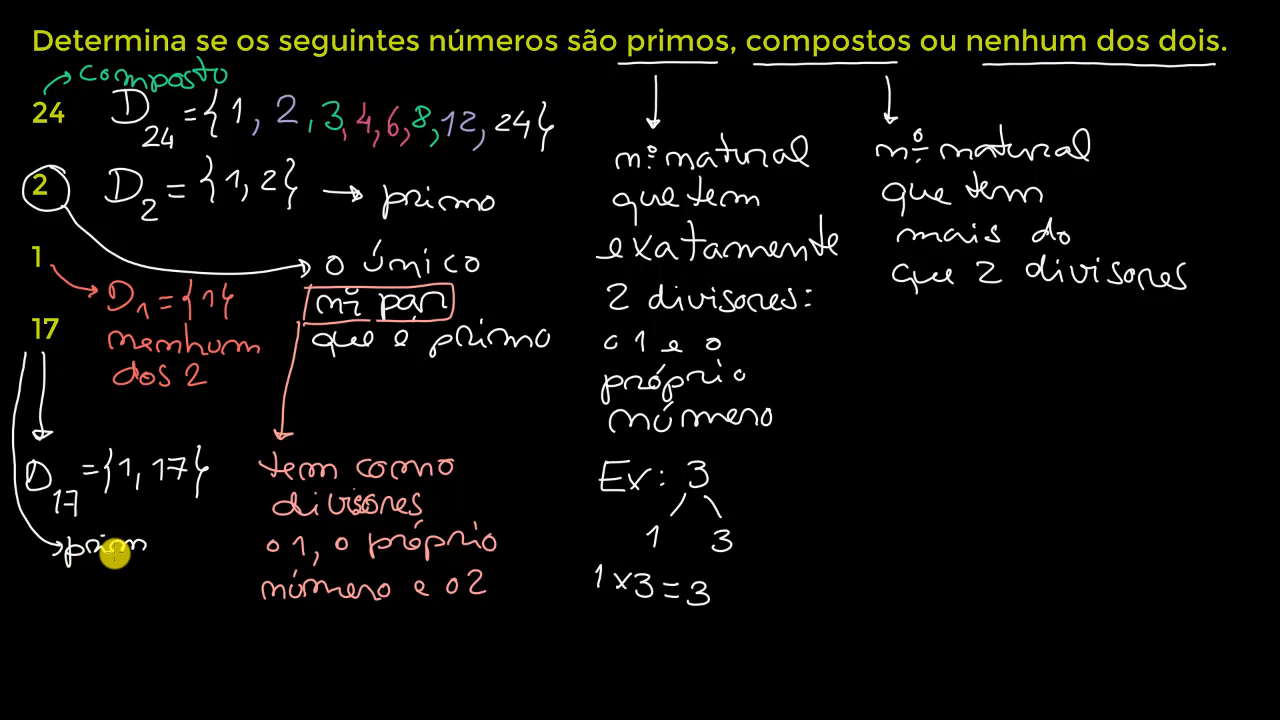 Determina se os seguintes números são primos, compostos ou nenhum dos dois.
composto
24 D24 = {1, 2, 3, 4, 6, 8, 12, 24}
2 D2 = {1, 2} → primo
o único
nº par
que é primo
1
D1 = {1}
nenhum
dos 2
17
D17 = {1, 17}
prim
tem como
divisores
o 1, o próprio
número e o 2
nº natural
que tem
exatamente
2 divisores:
o 1 e o
próprio
número
Ex: 3
1 3
1 x 3 = 3
nº natural
que tem
mais do
que 2 divisores